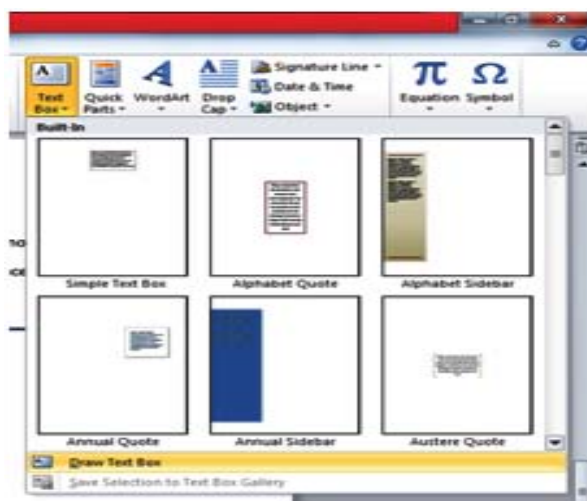 Signature Line
Date & Time
Object
Text Box
Quick Parts
WordArt
Drop Cap
Equation
Symbol
Built-In
Simple Text Box
Alphabet Quote
Alphabet Sidebar
Annual Quote
Annual Sidebar
Austere Quote
Draw Text Box
Save Selection to Text Box Gallery